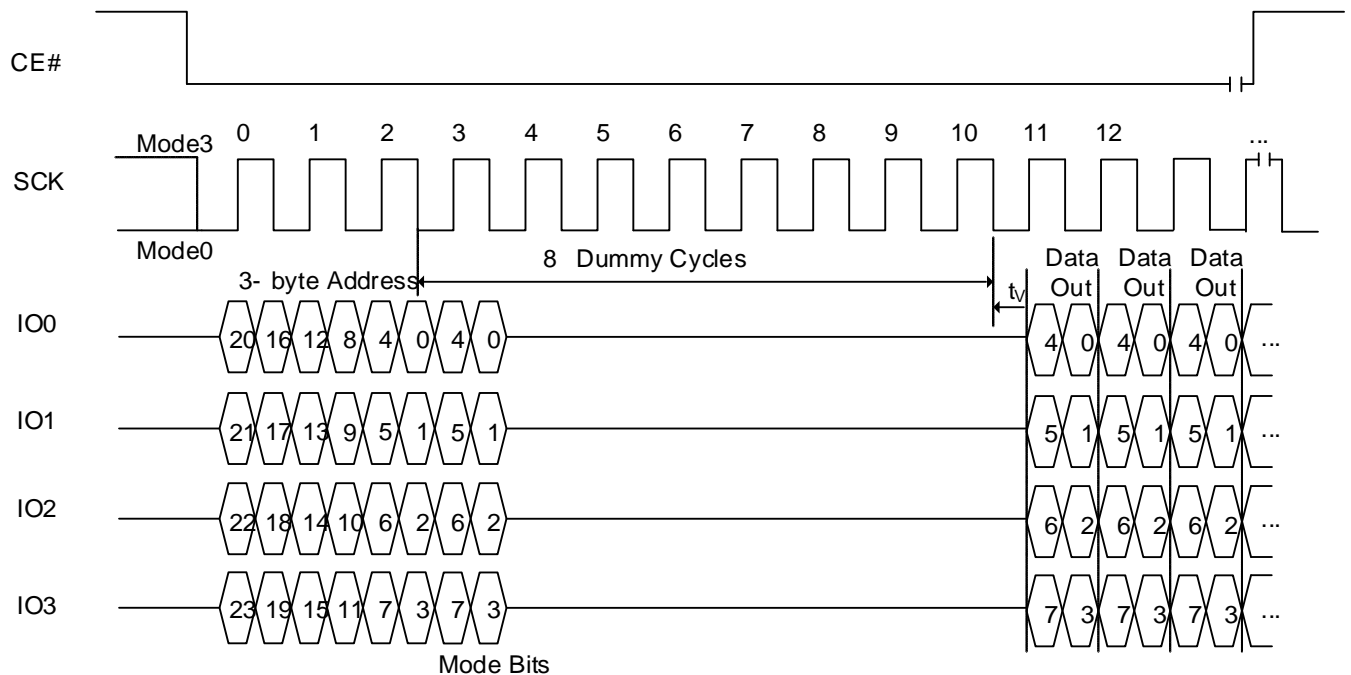 CE#
Mode3 0 1 2 3 4 5 6 7 8 9 10 11 12 ...
SCK
Mode0
8 Dummy Cycles
3- byte Address
Data Out Data Out Data Out
tV
IO0 20 16 12 8 4 0 4 0 4 0 4 0 4 0 ...
IO1 21 17 13 9 5 1 5 1 5 1 5 1 5 1 ...
IO2 22 18 14 10 6 2 6 2 6 2 6 2 6 2 ...
IO3 23 19 15 11 7 3 7 3 7 3 7 3 7 3 ...
Mode Bits